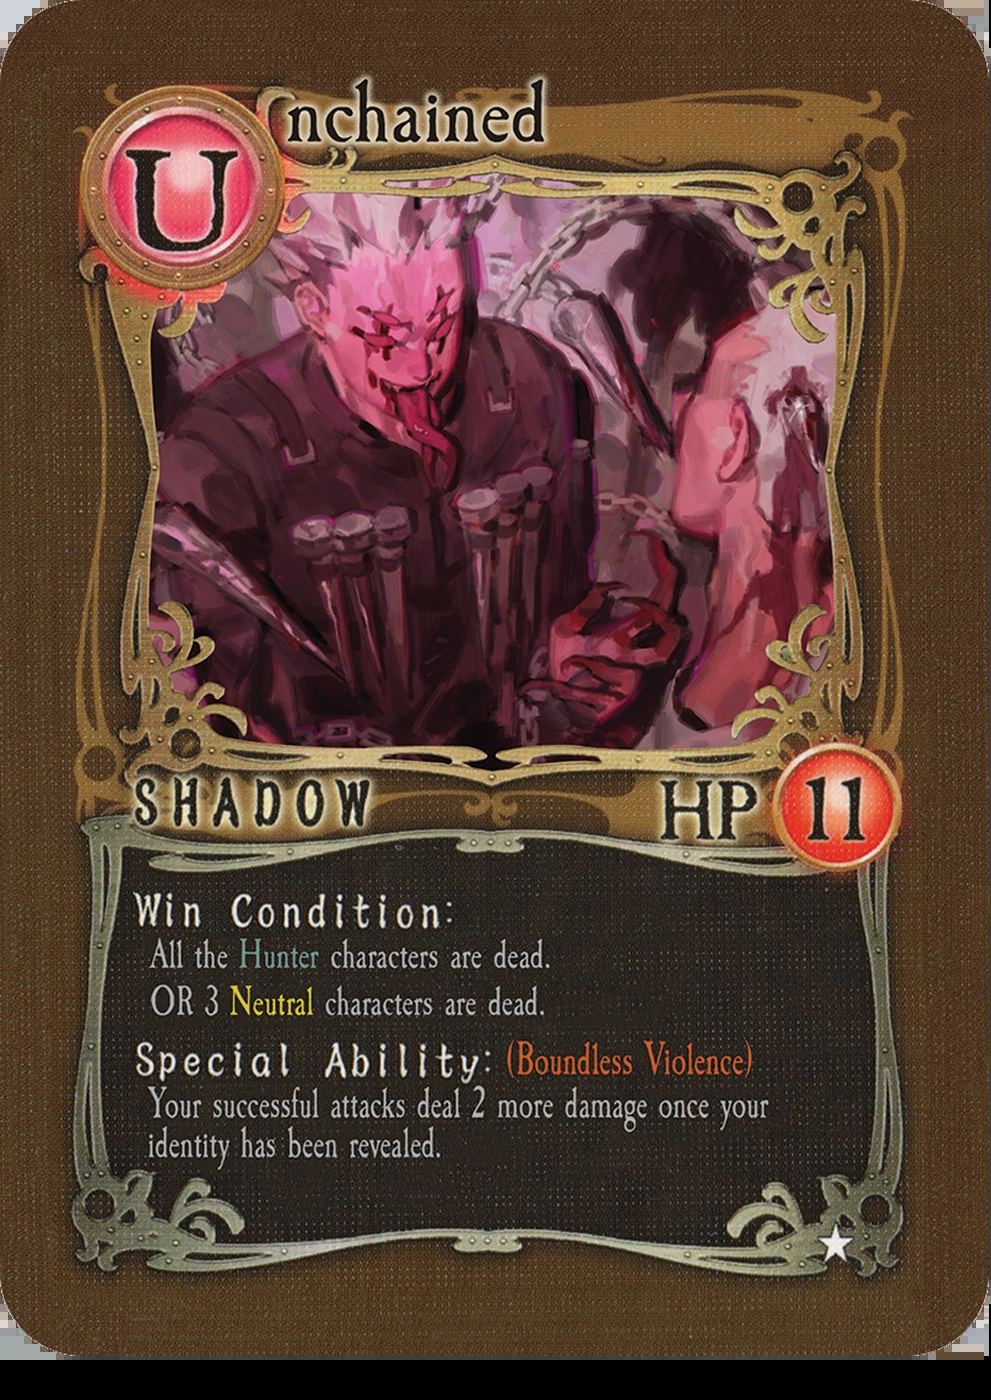 Unchained
SHADOW HP 11
Win Condition:
All the Hunter characters are dead.
OR 3 Neutral characters are dead.
Special Ability: (Boundless Violence)
Your successful attacks deal 2 more damage once your
identity has been revealed.